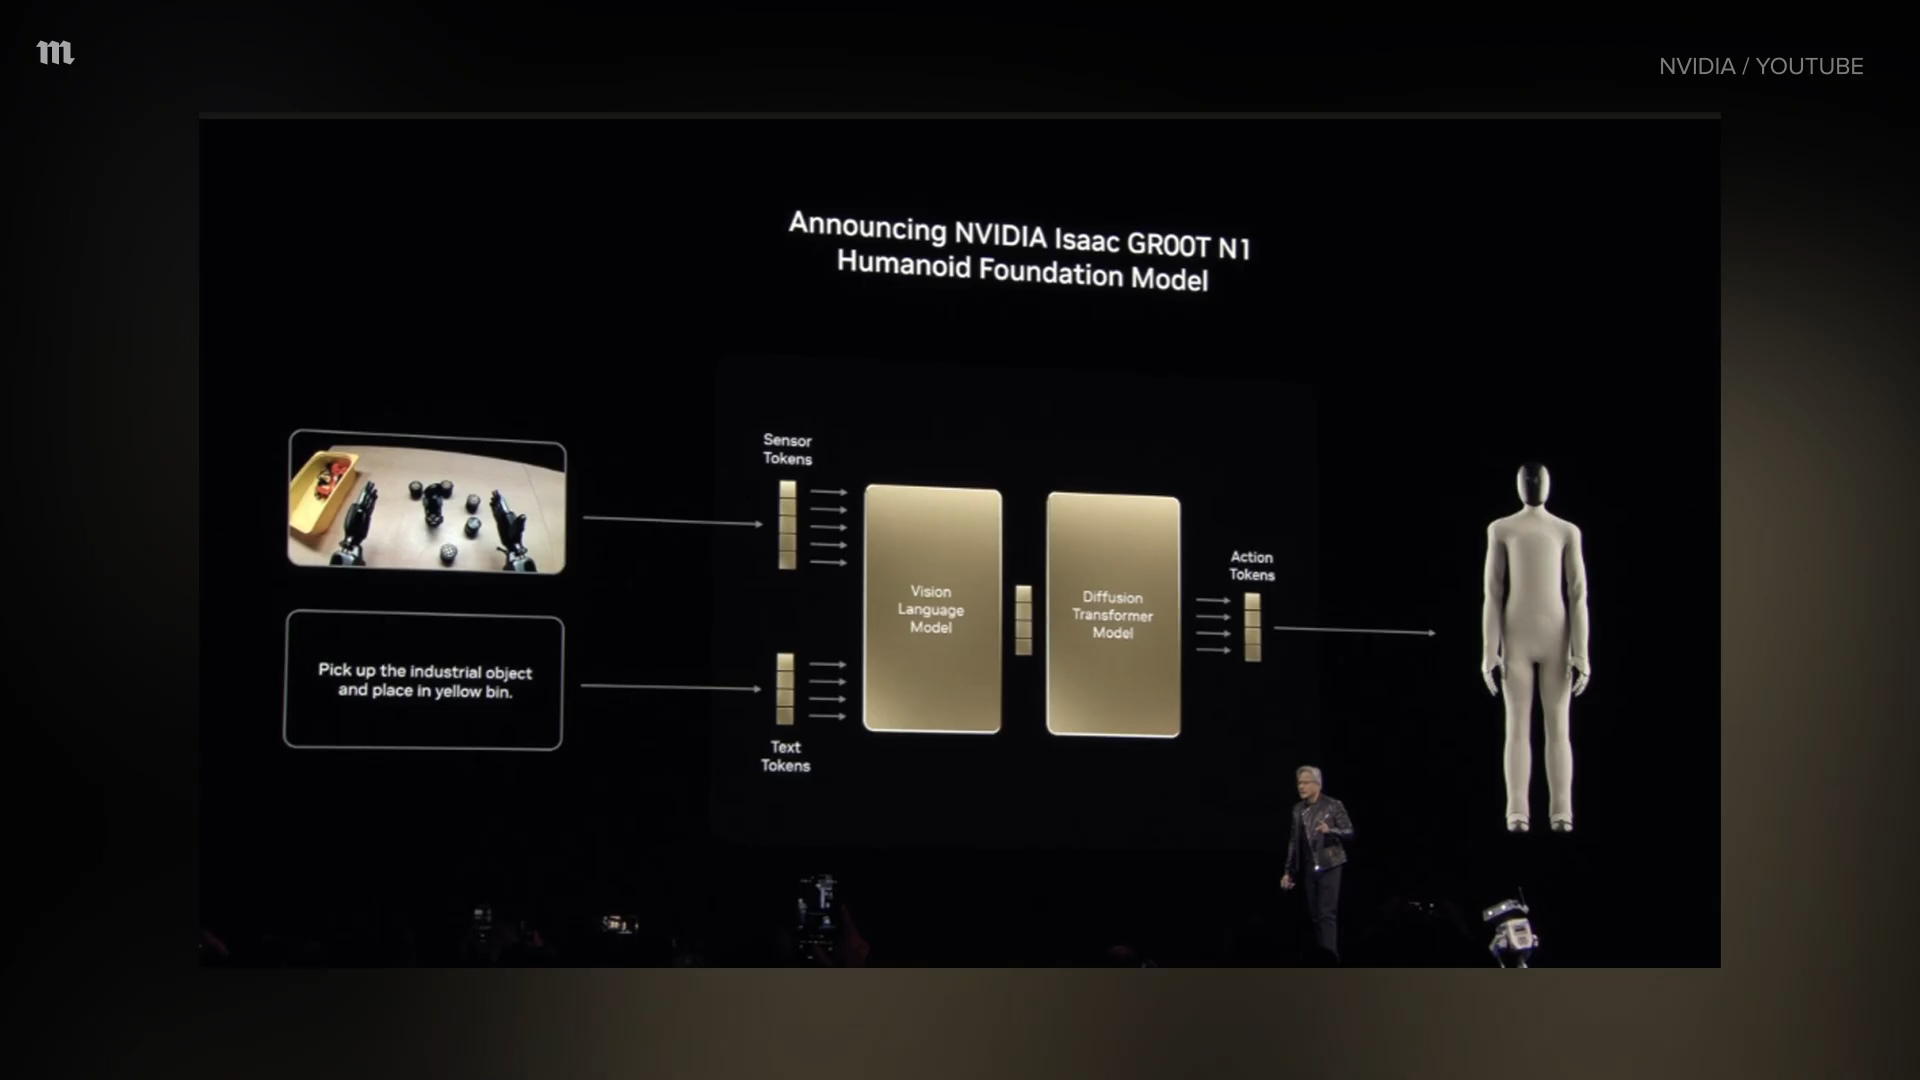 m
NVIDIA / YOUTUBE
Announcing NVIDIA Isaac GR00T N1
Humanoid Foundation Model
Sensor
Tokens
Vision
Language
Model
Diffusion
Transformer
Model
Action
Tokens
Pick up the industrial object
and place in yellow bin.
Text
Tokens